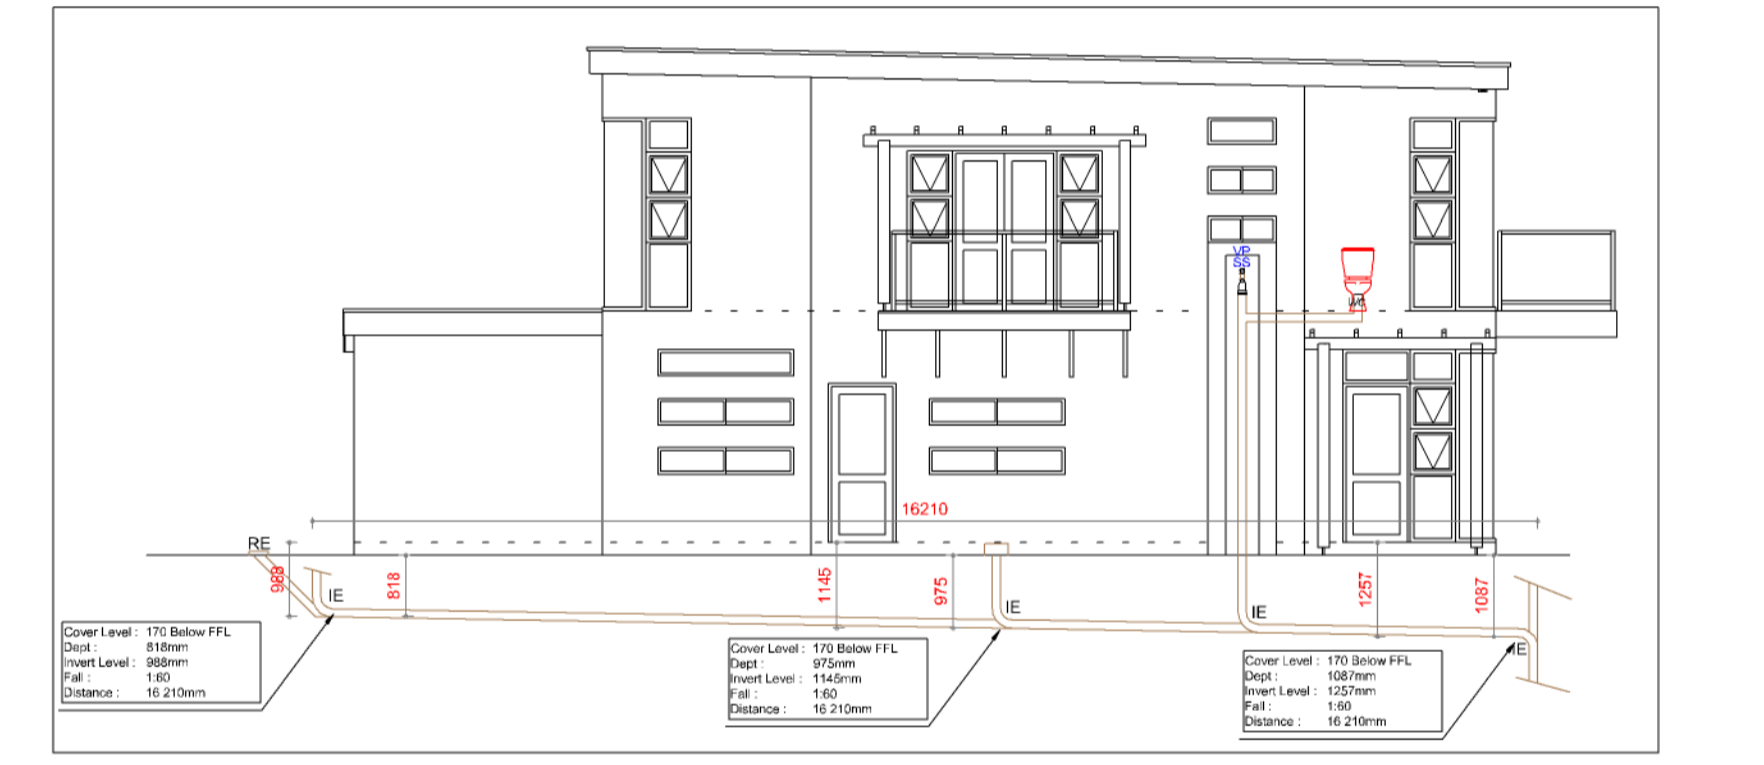 VP
SS
WC
16210
RE
988
818
1145
975
1257
1087
IE
IE
IE
IE
Cover Level : 170 Below FFL
Dept : 818mm
Invert Level : 988mm
Fall : 1:60
Distance : 16 210mm
Cover Level : 170 Below FFL
Dept : 975mm
Invert Level : 1145mm
Fall : 1:60
Distance : 16 210mm
Cover Level : 170 Below FFL
Dept : 1087mm
Invert Level : 1257mm
Fall : 1:60
Distance : 16 210mm